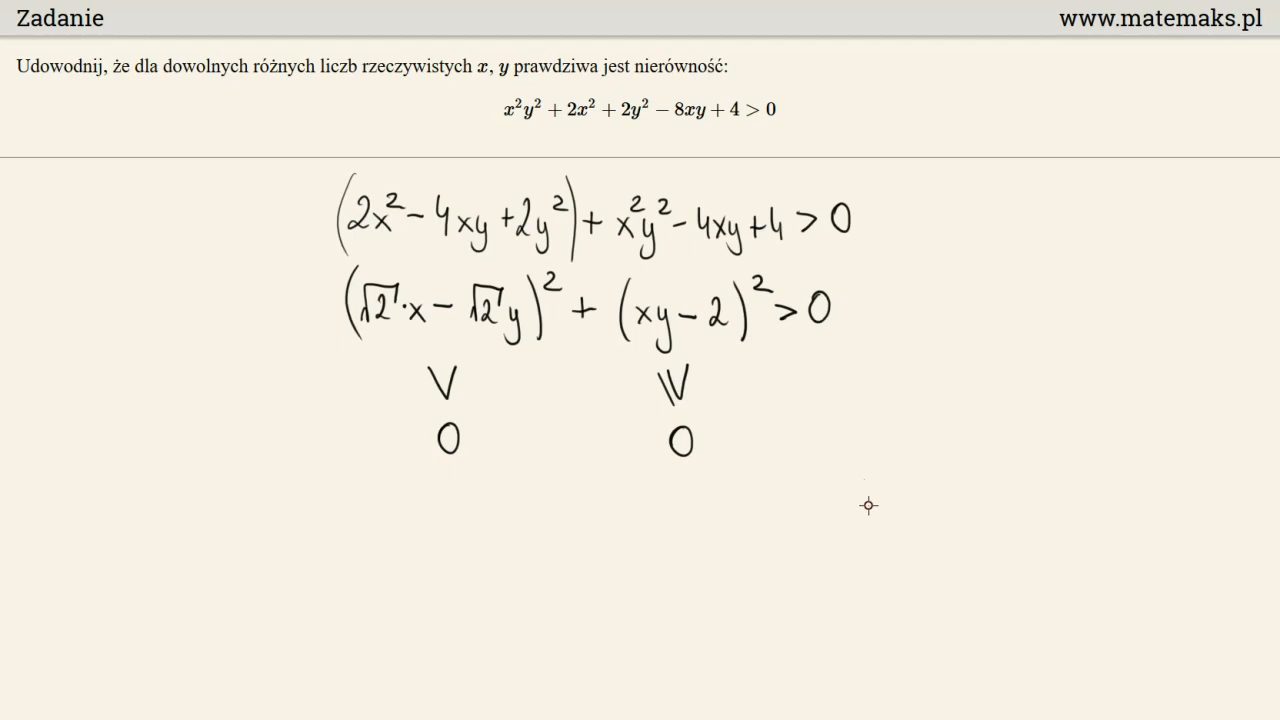 Zadanie www.matemaks.pl
Udowodnij, że dla dowolnych różnych liczb rzeczywistych x, y prawdziwa jest nierówność:
x²y² + 2x² + 2y² − 8xy + 4 > 0
(2x² − 4xy + 2y²) + x²y² − 4xy + 4 > 0
(√2·x − √2y)² + (xy − 2)² > 0
V \V
0 0